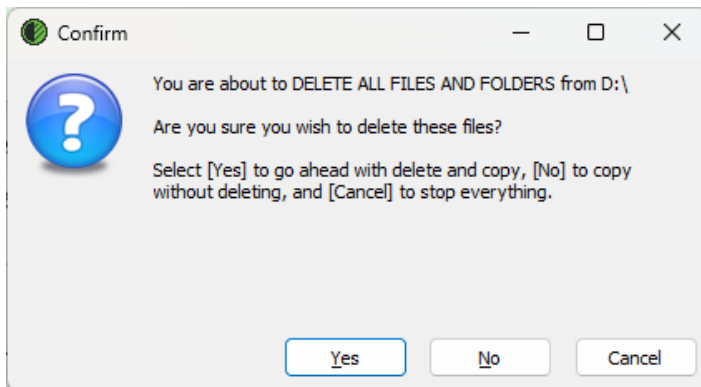 Confirm
You are about to DELETE ALL FILES AND FOLDERS from D:\
Are you sure you wish to delete these files?
Select [Yes] to go ahead with delete and copy, [No] to copy
without deleting, and [Cancel] to stop everything.
Yes
No
Cancel